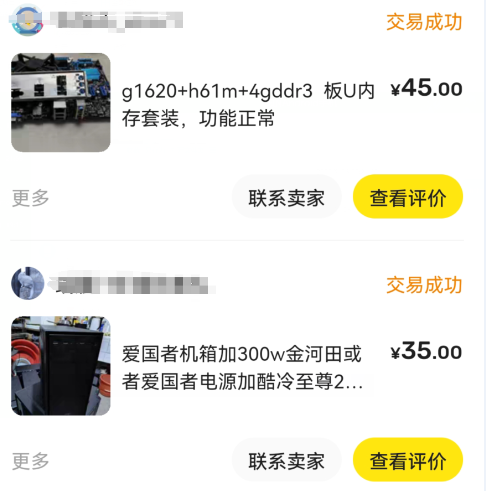 交易成功
g1620+h61m+4gddr3 板U内
存套装，功能正常
¥45.00
更多
联系卖家
查看评价
交易成功
爱国者机箱加300w金河田或
者爱国者电源加酷冷至尊2...
¥35.00
更多
联系卖家
查看评价